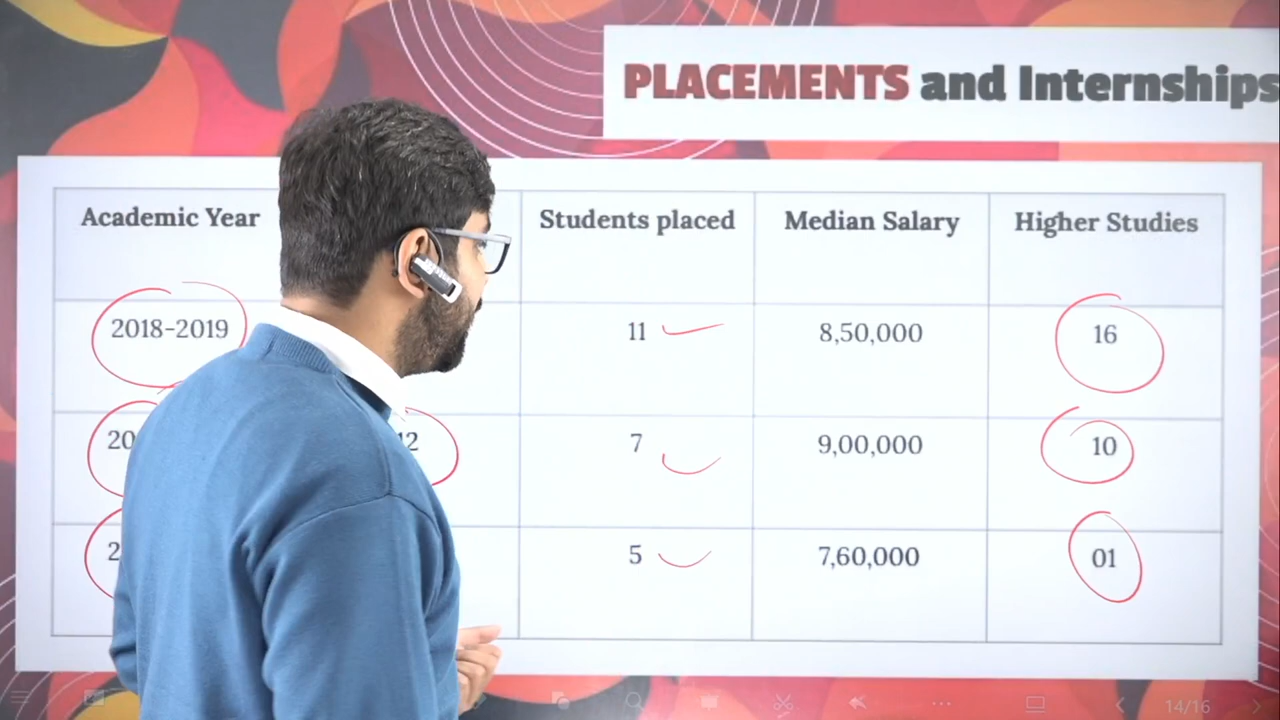 PLACEMENTS and Internships
Academic Year Students placed Median Salary Higher Studies
2018-2019 11 8,50,000 16
20 12 7 9,00,000 10
2 5 7,60,000 01
14/16